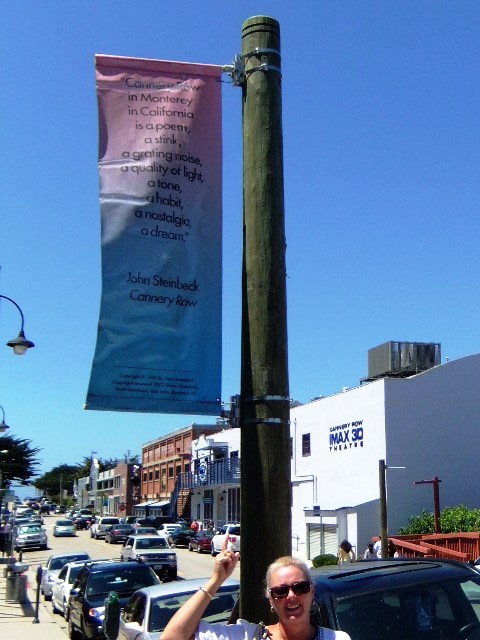 "Cannery Row
in Monterey
in California
is a poem,
a stink,
a grating noise,
a quality of light,
a tone,
a habit,
a nostalgia,
a dream."
John Steinbeck
Cannery Row
CANNERY ROW
IMAX 3D
THEATRE